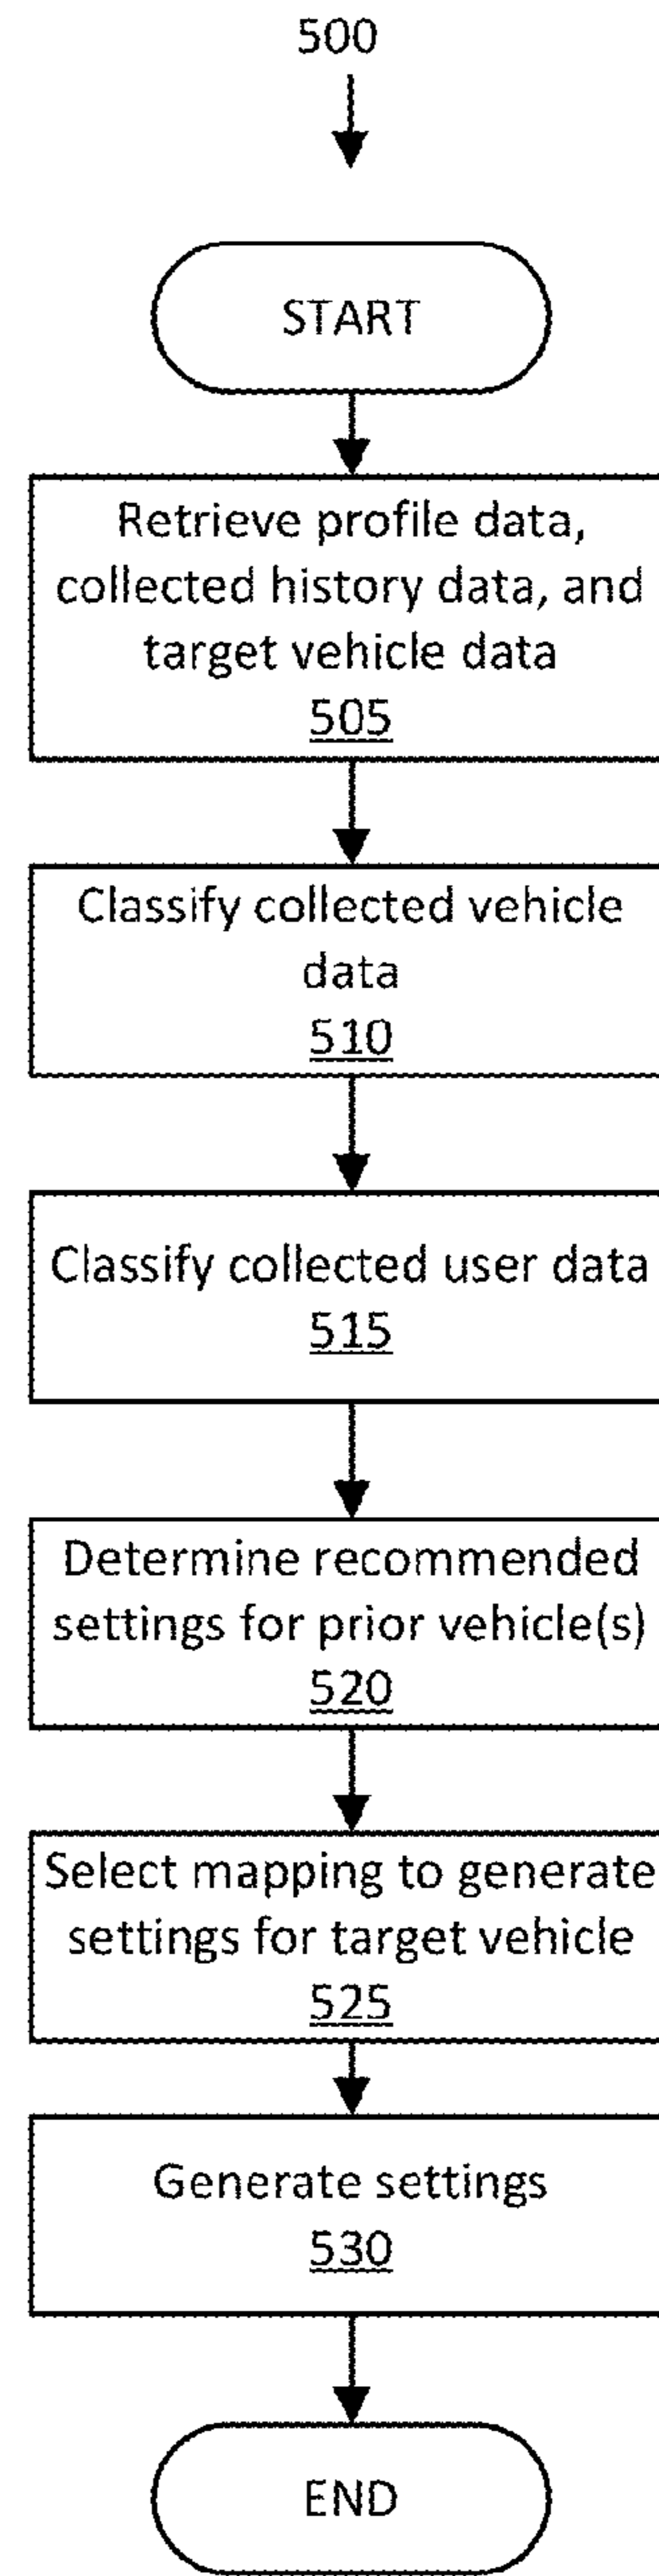 500
START
Retrieve profile data,
collected history data, and
target vehicle data
505
Classify collected vehicle
data
510
Classify collected user data
515
Determine recommended
settings for prior vehicle(s)
520
Select mapping to generate
settings for target vehicle
525
Generate settings
530
END